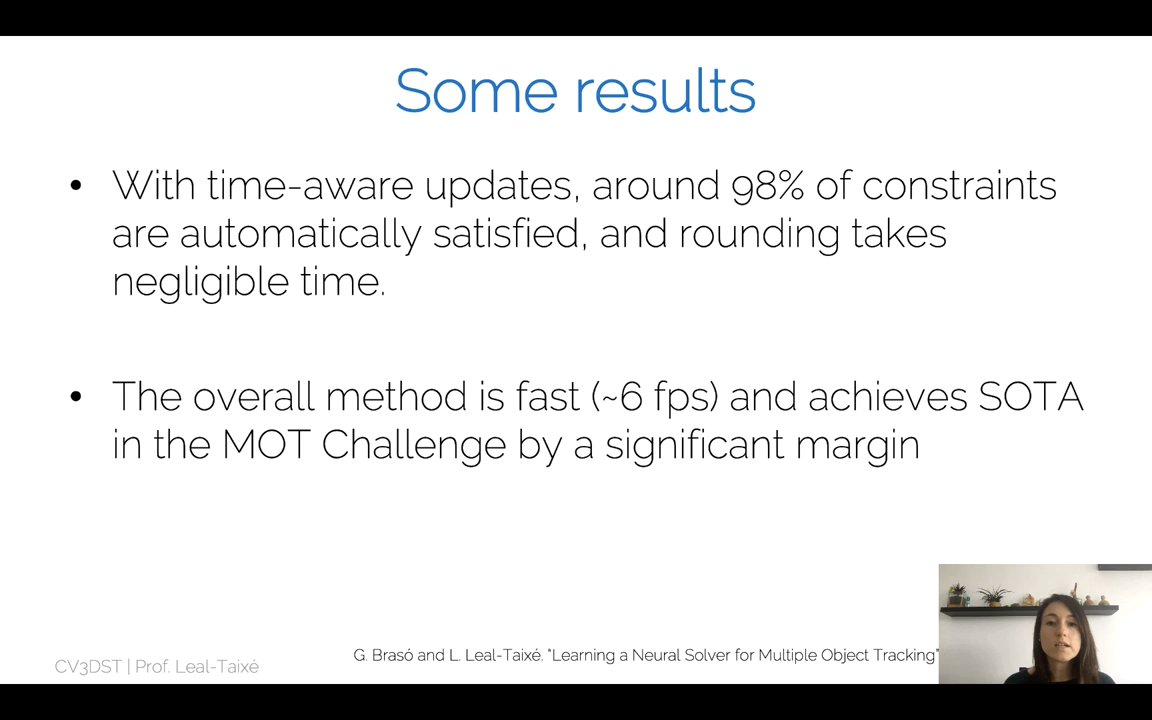 Some results
• With time-aware updates, around 98% of constraints
are automatically satisfied, and rounding takes
negligible time.
• The overall method is fast (~6 fps) and achieves SOTA
in the MOT Challenge by a significant margin
G. Brasó and L. Leal-Taixé. "Learning a Neural Solver for Multiple Object Tracking"
CV3DST | Prof. Leal-Taixé